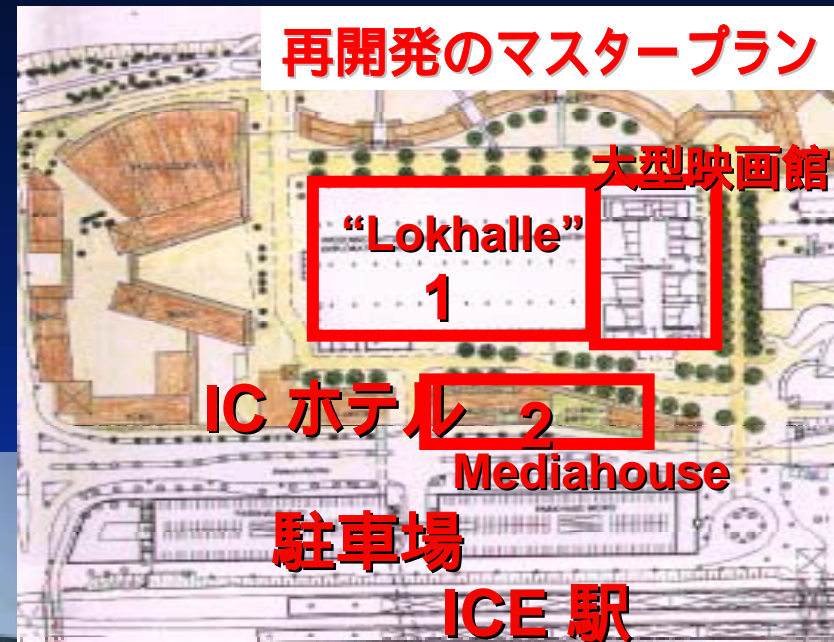 再開発のマスタープラン
大型映画館
“Lokhalle”
1
IC ホテル
2
Mediahouse
駐車場
ICE 駅